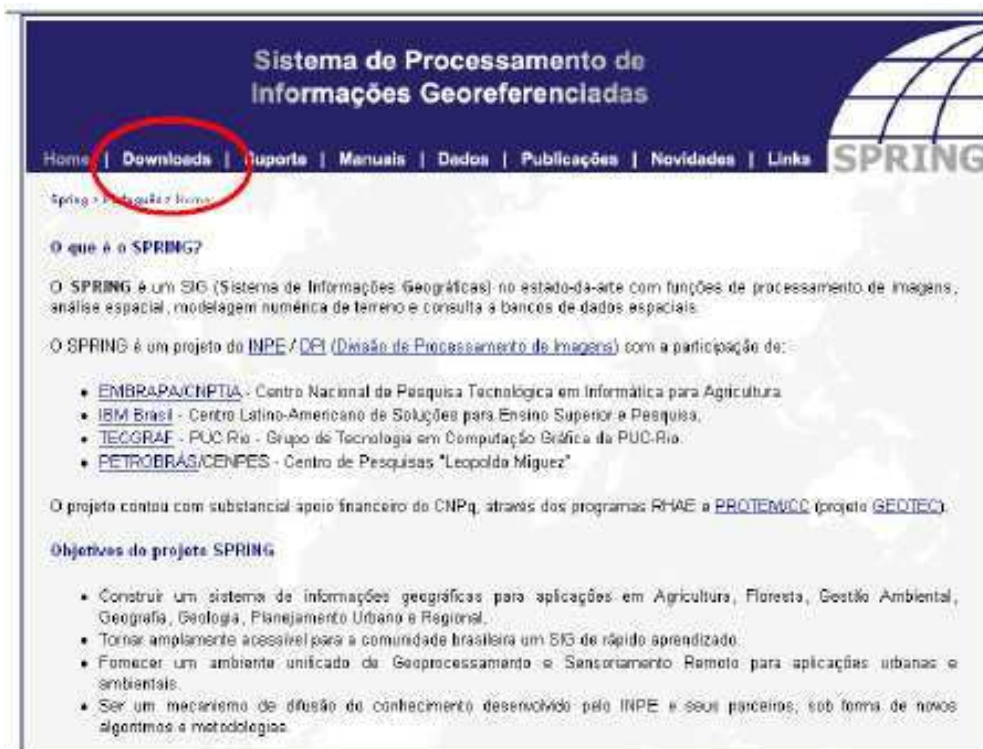 Sistema de Processamento de
Informações Georeferenciadas
Home | Downloads | Suporte | Manuais | Dados | Publicações | Novidades | Links
SPRING
Spring > Português > Home
O que é o SPRING?
O SPRING é um SIG (Sistema de Informações Geográficas) no estado-da-arte com funções de processamento de imagens,
análise espacial, modelagem numérica de terreno e consulta a bancos de dados espaciais.
O SPRING é um projeto do INPE / DPI (Divisão de Processamento de Imagens) com a participação de:
• EMBRAPA/CNPTIA - Centro Nacional de Pesquisa Tecnológica em Informática para Agricultura.
• IBM Brasil - Centro Latino-Americano de Soluções para Ensino Superior e Pesquisa.
• TECGRAF - PUC Rio - Grupo de Tecnologia em Computação Gráfica da PUC-Rio.
• PETROBRÁS/CENPES - Centro de Pesquisas "Leopoldo Miguez".
O projeto contou com substancial apoio financeiro do CNPq, através dos programas RHAE e PROTEM/CC (projeto GEOTEC).
Objetivos do projeto SPRING
• Construir um sistema de informações geográficas para aplicações em Agricultura, Floresta, Gestão Ambiental,
Geografia, Geologia, Planejamento Urbano e Regional.
• Tornar amplamente acessível para a comunidade brasileira um SIG de rápido aprendizado.
• Fornecer um ambiente unificado de Geoprocessamento e Sensoriamento Remoto para aplicações urbanas e
ambientais.
• Ser um mecanismo de difusão do conhecimento desenvolvido pelo INPE e seus parceiros, sob forma de novos
algoritmos e metodologias.